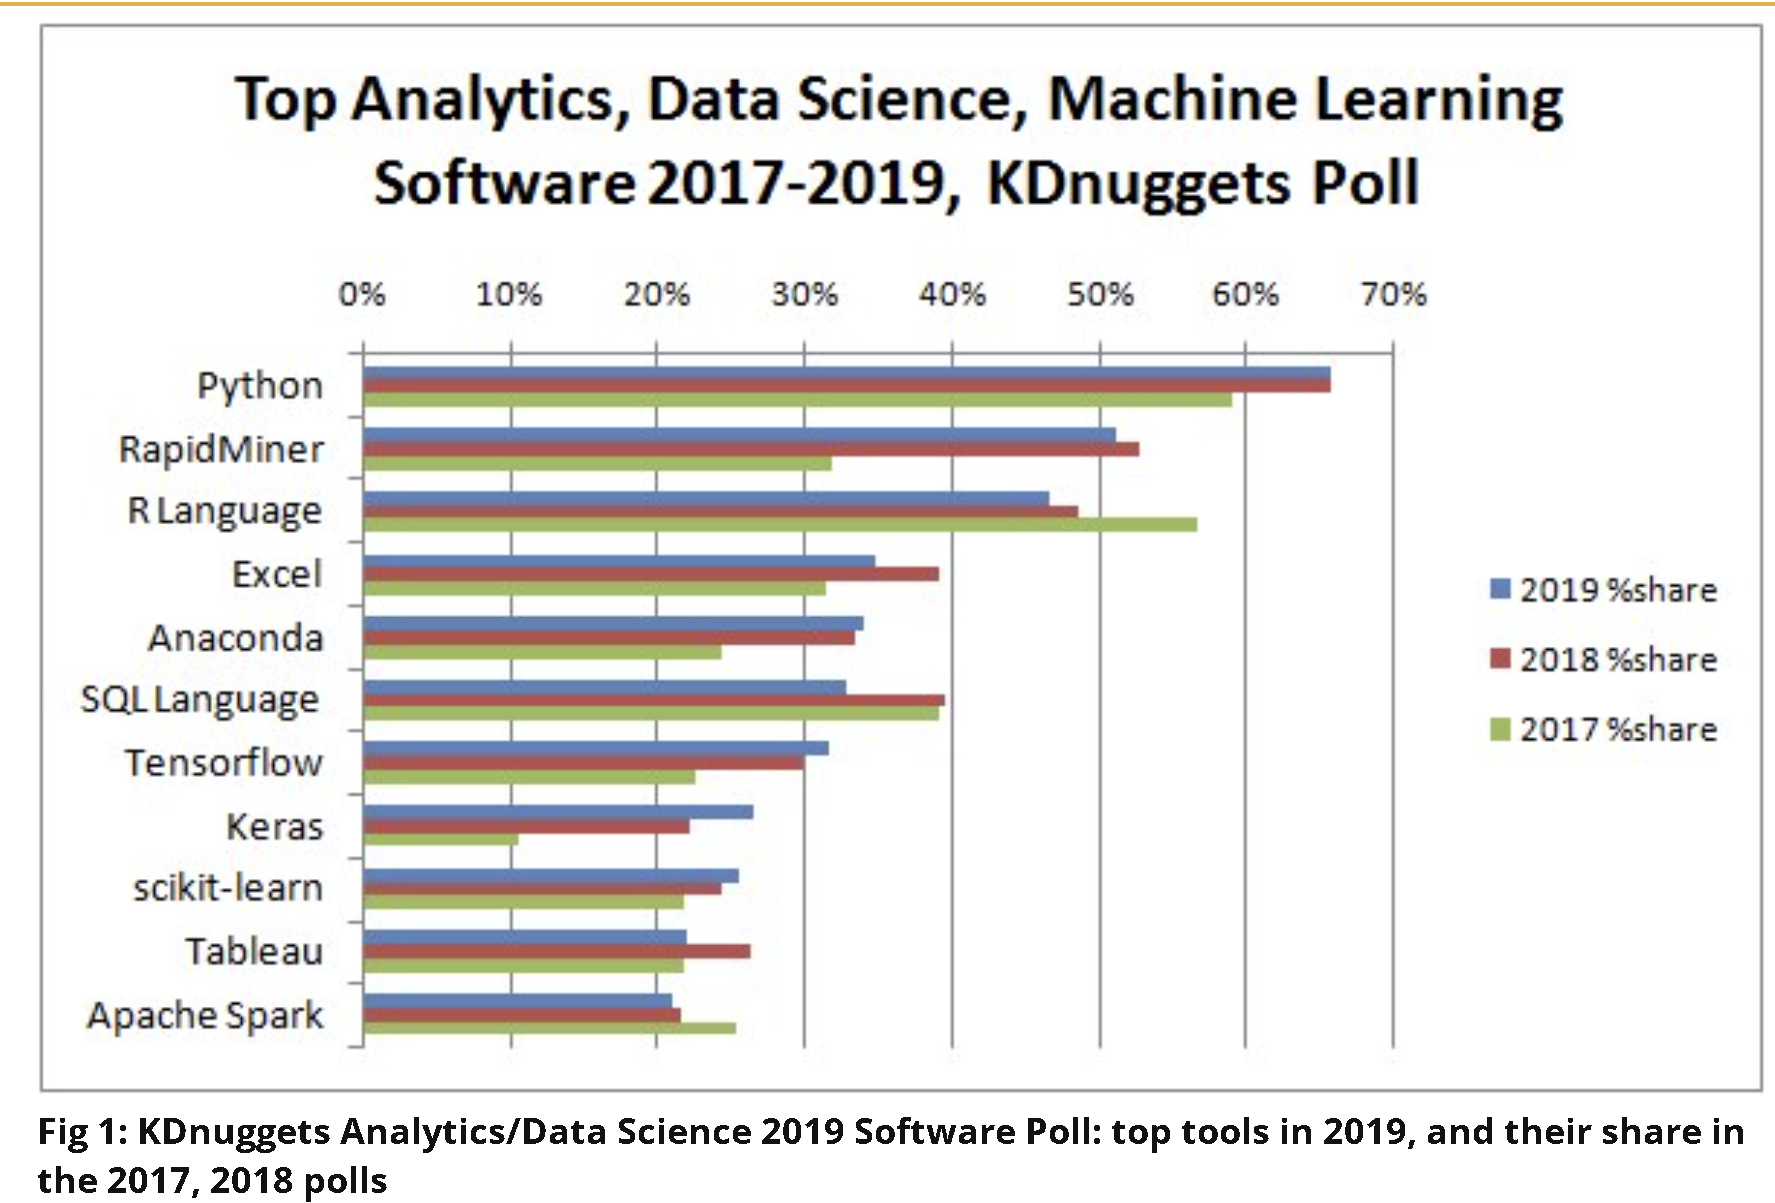 Top Analytics, Data Science, Machine Learning
Software 2017-2019, KDnuggets Poll
0% 10% 20% 30% 40% 50% 60% 70%
Python
RapidMiner
R Language
Excel
Anaconda
SQL Language
Tensorflow
Keras
scikit-learn
Tableau
Apache Spark
2019 %share
2018 %share
2017 %share
Fig 1: KDnuggets Analytics/Data Science 2019 Software Poll: top tools in 2019, and their share in
the 2017, 2018 polls